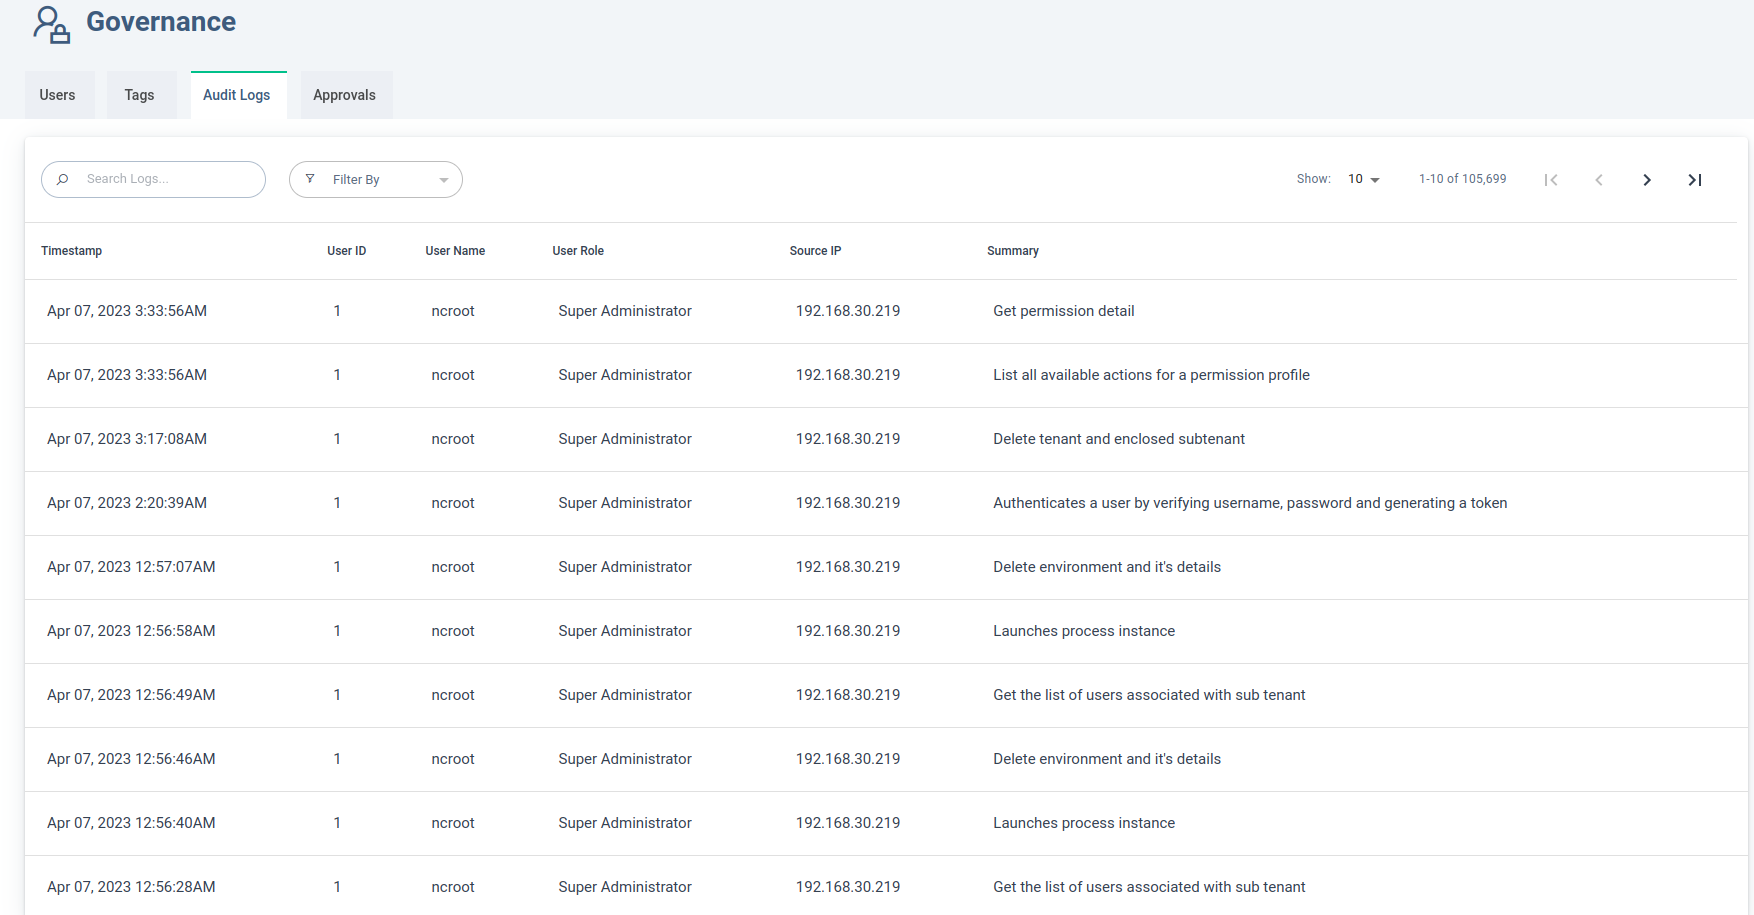 Governance
Users Tags Audit Logs Approvals
Search Logs... Filter By Show: 10 1-10 of 105,699
Timestamp User ID User Name User Role Source IP Summary
Apr 07, 2023 3:33:56AM 1 ncroot Super Administrator 192.168.30.219 Get permission detail
Apr 07, 2023 3:33:56AM 1 ncroot Super Administrator 192.168.30.219 List all available actions for a permission profile
Apr 07, 2023 3:17:08AM 1 ncroot Super Administrator 192.168.30.219 Delete tenant and enclosed subtenant
Apr 07, 2023 2:20:39AM 1 ncroot Super Administrator 192.168.30.219 Authenticates a user by verifying username, password and generating a token
Apr 07, 2023 12:57:07AM 1 ncroot Super Administrator 192.168.30.219 Delete environment and it's details
Apr 07, 2023 12:56:58AM 1 ncroot Super Administrator 192.168.30.219 Launches process instance
Apr 07, 2023 12:56:49AM 1 ncroot Super Administrator 192.168.30.219 Get the list of users associated with sub tenant
Apr 07, 2023 12:56:46AM 1 ncroot Super Administrator 192.168.30.219 Delete environment and it's details
Apr 07, 2023 12:56:40AM 1 ncroot Super Administrator 192.168.30.219 Launches process instance
Apr 07, 2023 12:56:28AM 1 ncroot Super Administrator 192.168.30.219 Get the list of users associated with sub tenant